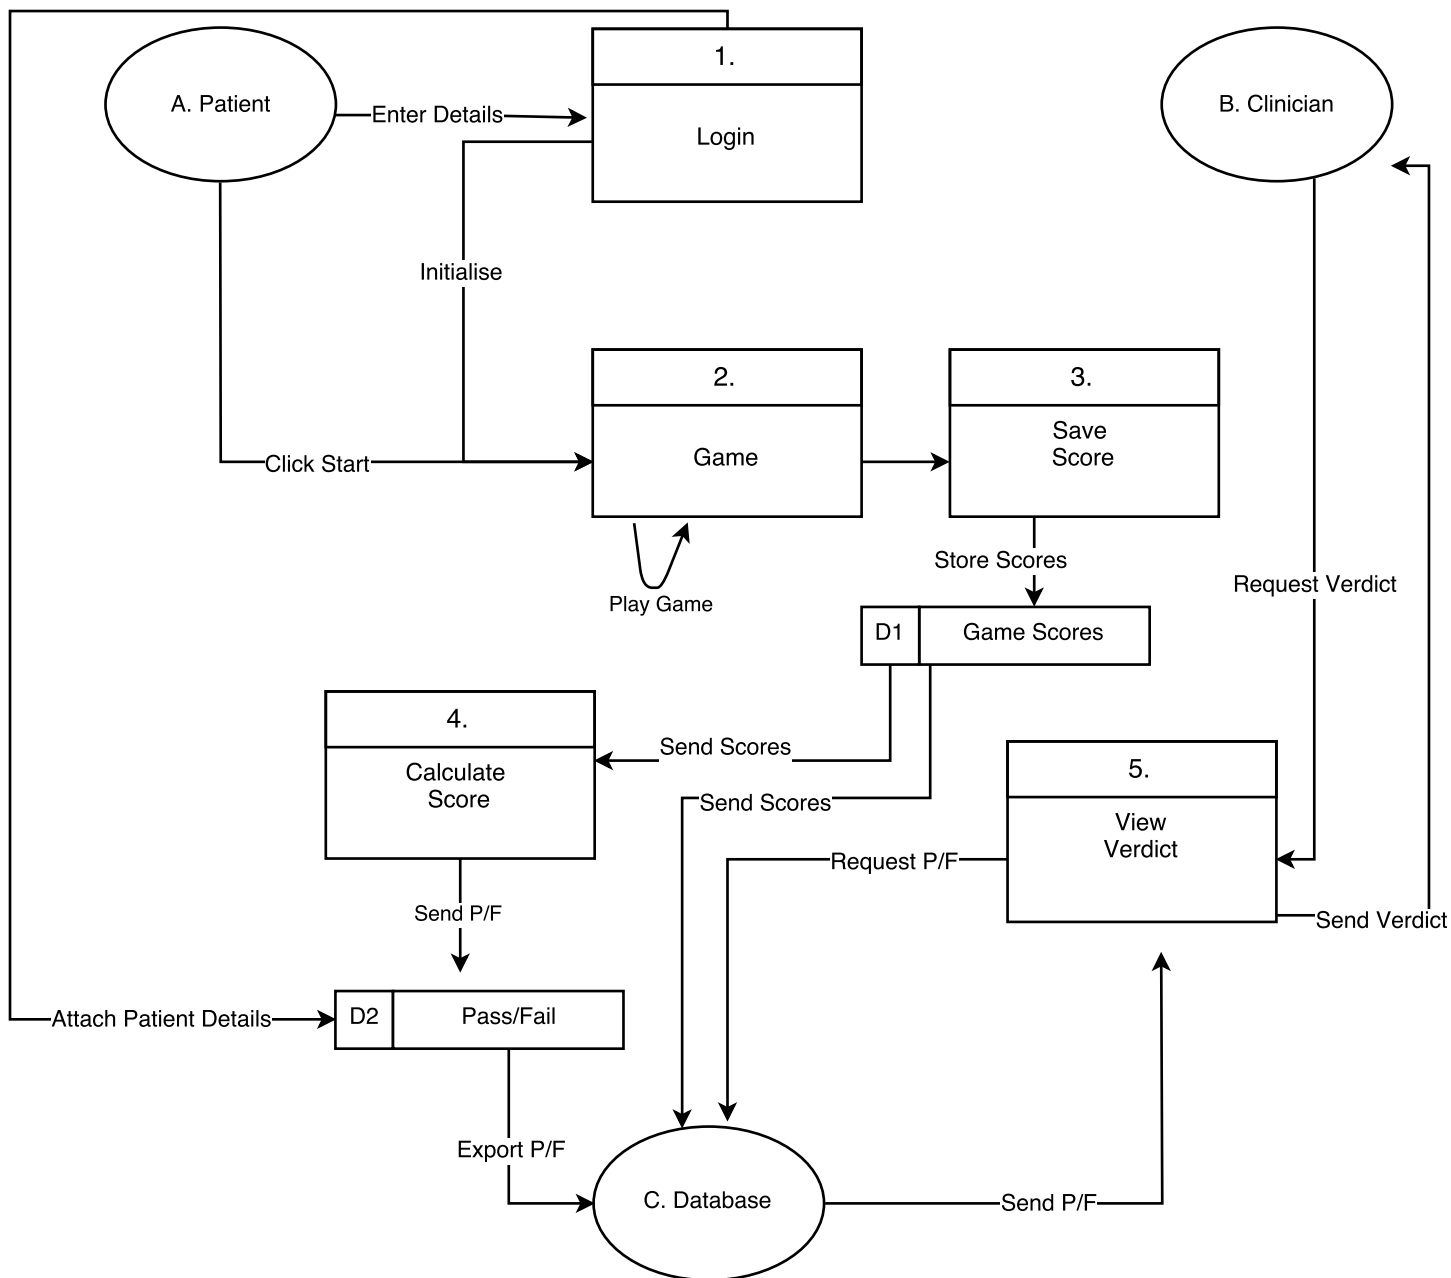 1.
A. Patient
B. Clinician
Enter Details
Login
Initialise
2.
3.
Save
Score
Game
Click Start
Store Scores
Request Verdict
Play Game
D1
Game Scores
4.
Send Scores
5.
Calculate
Score
Send Scores
View
Verdict
Request P/F
Send P/F
Send Verdict
D2
Pass/Fail
Attach Patient Details
Export P/F
C. Database
Send P/F